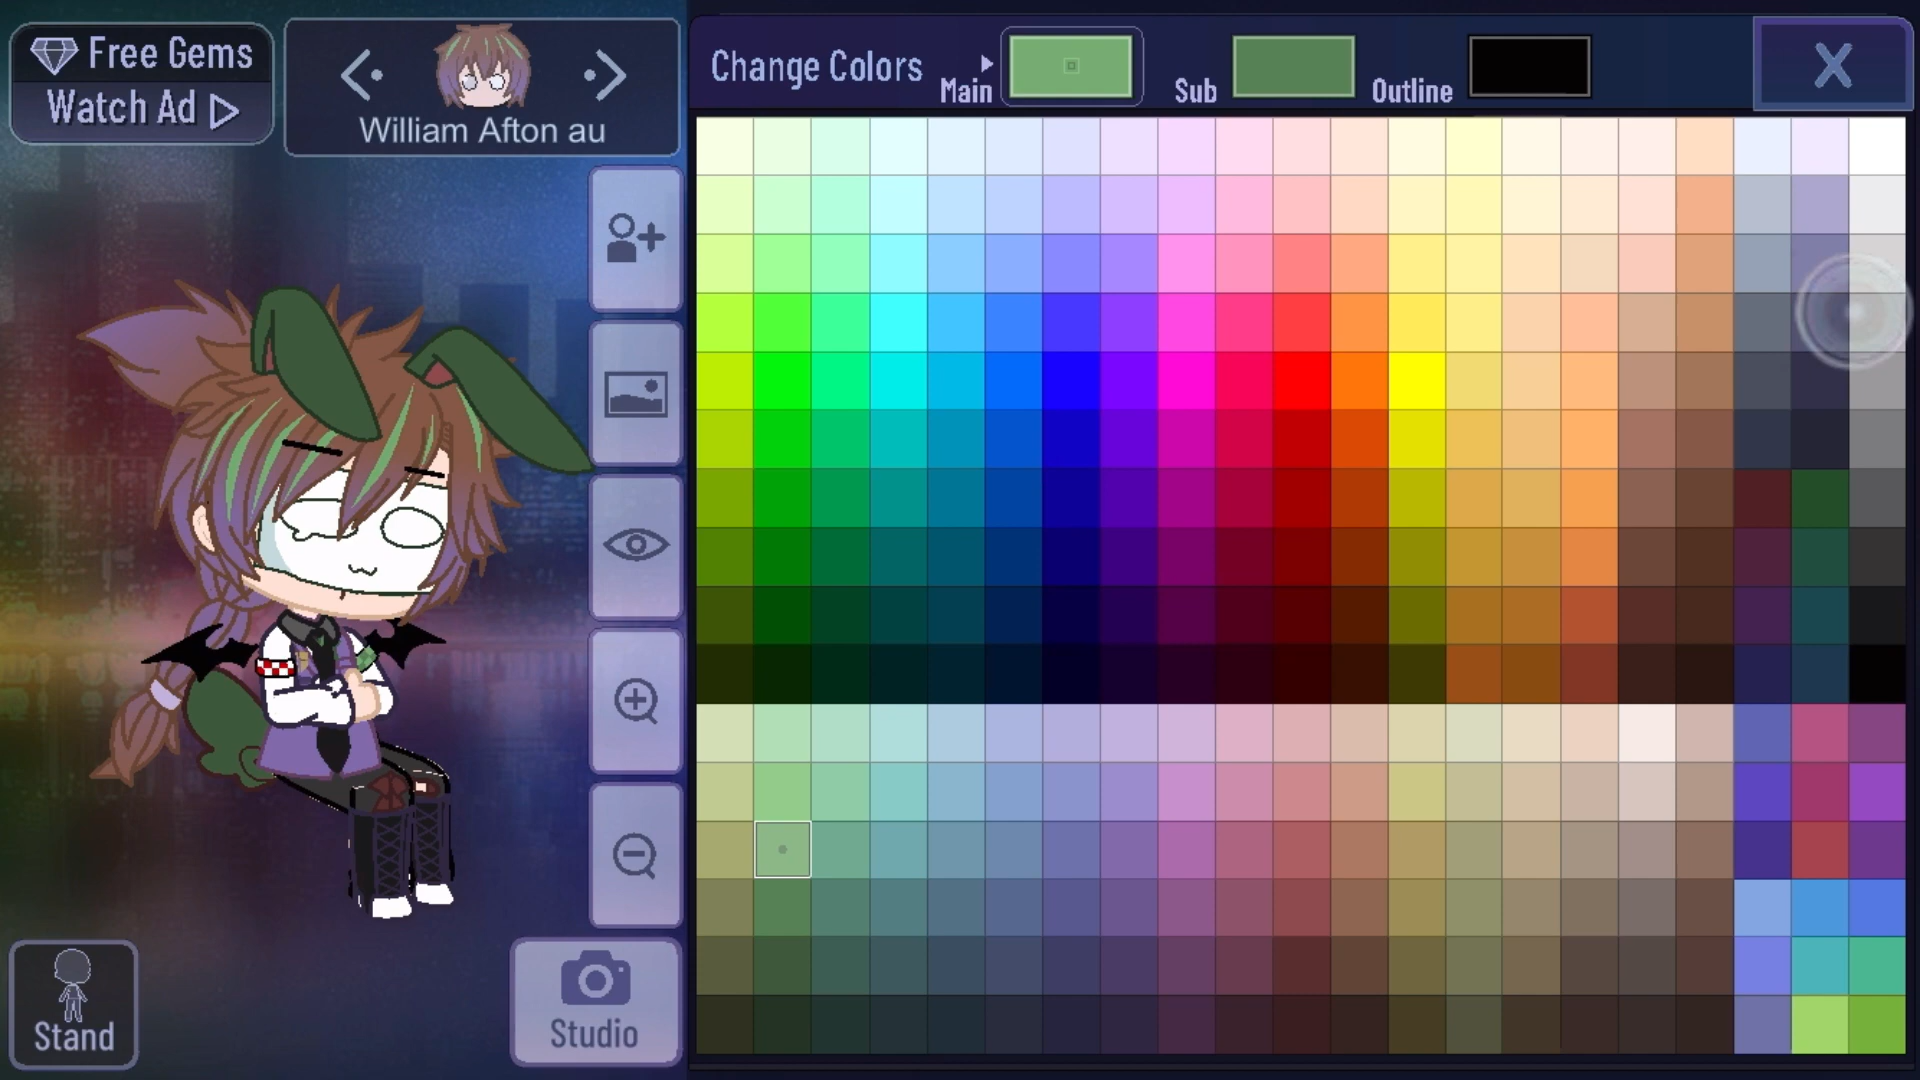 Free Gems
Watch Ad
William Afton au
Change Colors
Main
Sub
Outline
X
Stand
Studio